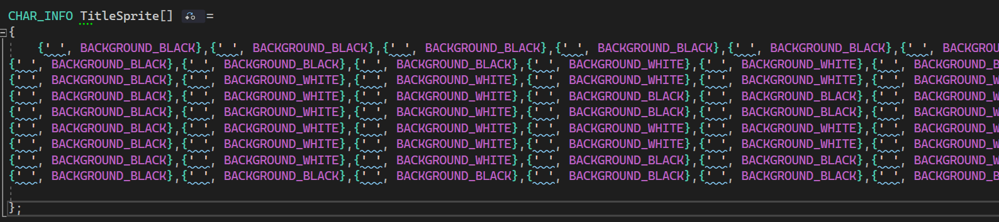 CHAR_INFO TitleSprite[] =
{
{' ', BACKGROUND_BLACK},{' ', BACKGROUND_BLACK},{' ', BACKGROUND_BLACK},{' ', BACKGROUND_BLACK},{' ', BACKGROUND_BLACK},{' ', BACKGROU
{' ', BACKGROUND_BLACK},{' ', BACKGROUND_BLACK},{' ', BACKGROUND_BLACK},{' ', BACKGROUND_WHITE},{' ', BACKGROUND_WHITE},{' ', BACKGROUND_B
{' ', BACKGROUND_BLACK},{' ', BACKGROUND_WHITE},{' ', BACKGROUND_WHITE},{' ', BACKGROUND_WHITE},{' ', BACKGROUND_WHITE},{' ', BACKGROUND_W
{' ', BACKGROUND_BLACK},{' ', BACKGROUND_WHITE},{' ', BACKGROUND_WHITE},{' ', BACKGROUND_BLACK},{' ', BACKGROUND_BLACK},{' ', BACKGROUND_W
{' ', BACKGROUND_BLACK},{' ', BACKGROUND_WHITE},{' ', BACKGROUND_WHITE},{' ', BACKGROUND_BLACK},{' ', BACKGROUND_BLACK},{' ', BACKGROUND_W
{' ', BACKGROUND_BLACK},{' ', BACKGROUND_WHITE},{' ', BACKGROUND_WHITE},{' ', BACKGROUND_WHITE},{' ', BACKGROUND_WHITE},{' ', BACKGROUND_W
{' ', BACKGROUND_BLACK},{' ', BACKGROUND_WHITE},{' ', BACKGROUND_WHITE},{' ', BACKGROUND_WHITE},{' ', BACKGROUND_WHITE},{' ', BACKGROUND_W
{' ', BACKGROUND_BLACK},{' ', BACKGROUND_WHITE},{' ', BACKGROUND_WHITE},{' ', BACKGROUND_BLACK},{' ', BACKGROUND_BLACK},{' ', BACKGROUND_B
{' ', BACKGROUND_BLACK},{' ', BACKGROUND_BLACK},{' ', BACKGROUND_BLACK},{' ', BACKGROUND_BLACK},{' ', BACKGROUND_BLACK},{' ', BACKGROUND_B
};